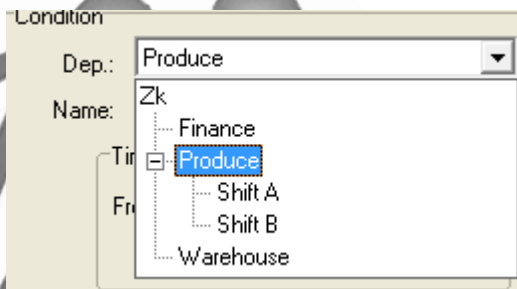 Condition
Dep.: Produce
Zk
Name:
Finance
Produce
Shift A
Shift B
Warehouse